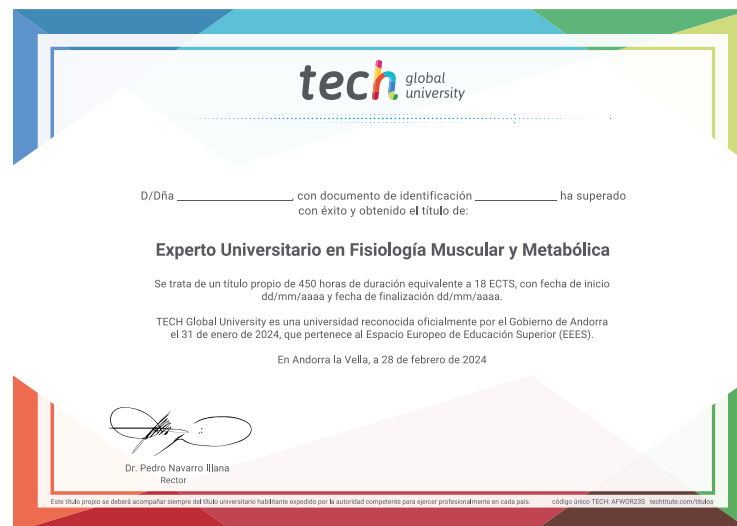 tech global university
D/Dña ____________________, con documento de identificación ______________ ha superado
con éxito y obtenido el título de:
Experto Universitario en Fisiología Muscular y Metabólica
Se trata de un título propio de 450 horas de duración equivalente a 18 ECTS, con fecha de inicio
dd/mm/aaaa y fecha de finalización dd/mm/aaaa.
TECH Global University es una universidad reconocida oficialmente por el Gobierno de Andorra
el 31 de enero de 2024, que pertenece al Espacio Europeo de Educación Superior (EEES).
En Andorra la Vella, a 28 de febrero de 2024
Dr. Pedro Navarro Illana
Rector
Este título propio se deberá acompañar siempre del título universitario habilitante expedido por la autoridad competente para ejercer profesionalmente en cada país. código único TECH: AFWOR23S techtitute.com/titulos